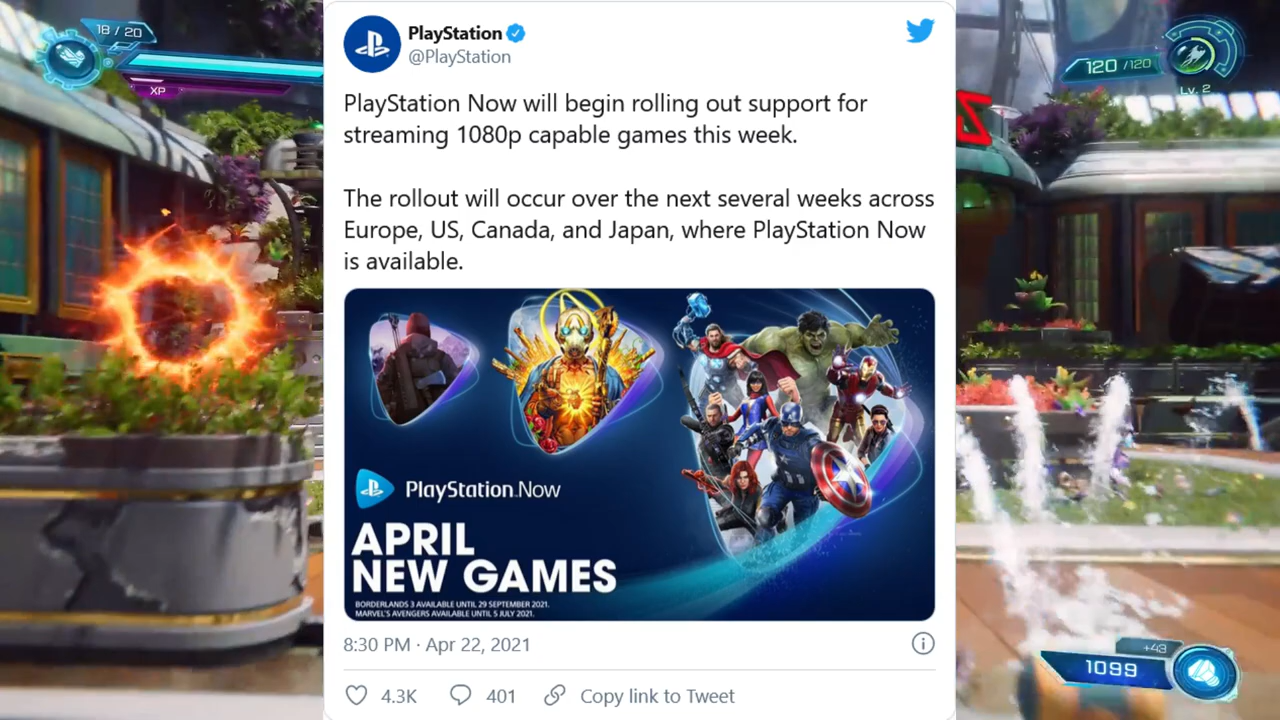 18 / 20
XP
120 /120
Lv. 2
PlayStation
@PlayStation
PlayStation Now will begin rolling out support for
streaming 1080p capable games this week.
The rollout will occur over the next several weeks across
Europe, US, Canada, and Japan, where PlayStation Now
is available.
PlayStation Now
APRIL
NEW GAMES
BORDERLANDS 3 AVAILABLE UNTIL 29 SEPTEMBER 2021.
MARVEL'S AVENGERS AVAILABLE UNTIL 5 JULY 2021.
8:30 PM · Apr 22, 2021
4.3K 401 Copy link to Tweet
+43
1099